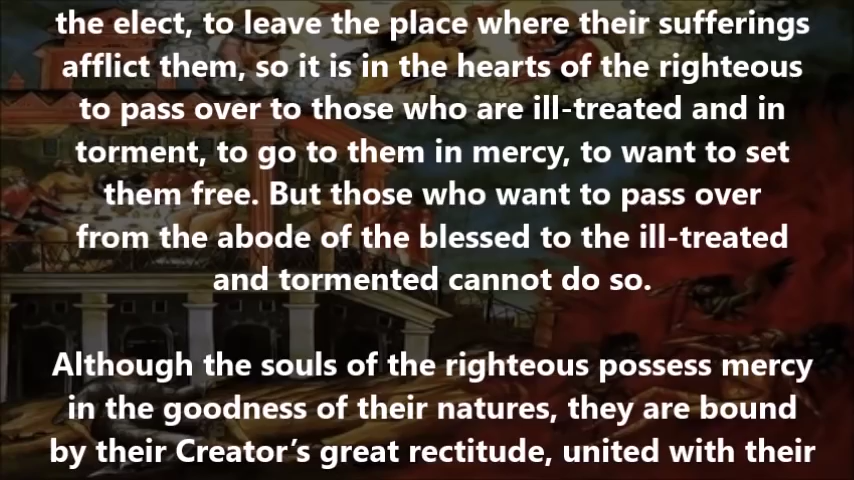 the elect, to leave the place where their sufferings
afflict them, so it is in the hearts of the righteous
to pass over to those who are ill-treated and in
torment, to go to them in mercy, to want to set
them free. But those who want to pass over
from the abode of the blessed to the ill-treated
and tormented cannot do so.
Although the souls of the righteous possess mercy
in the goodness of their natures, they are bound
by their Creator’s great rectitude, united with their